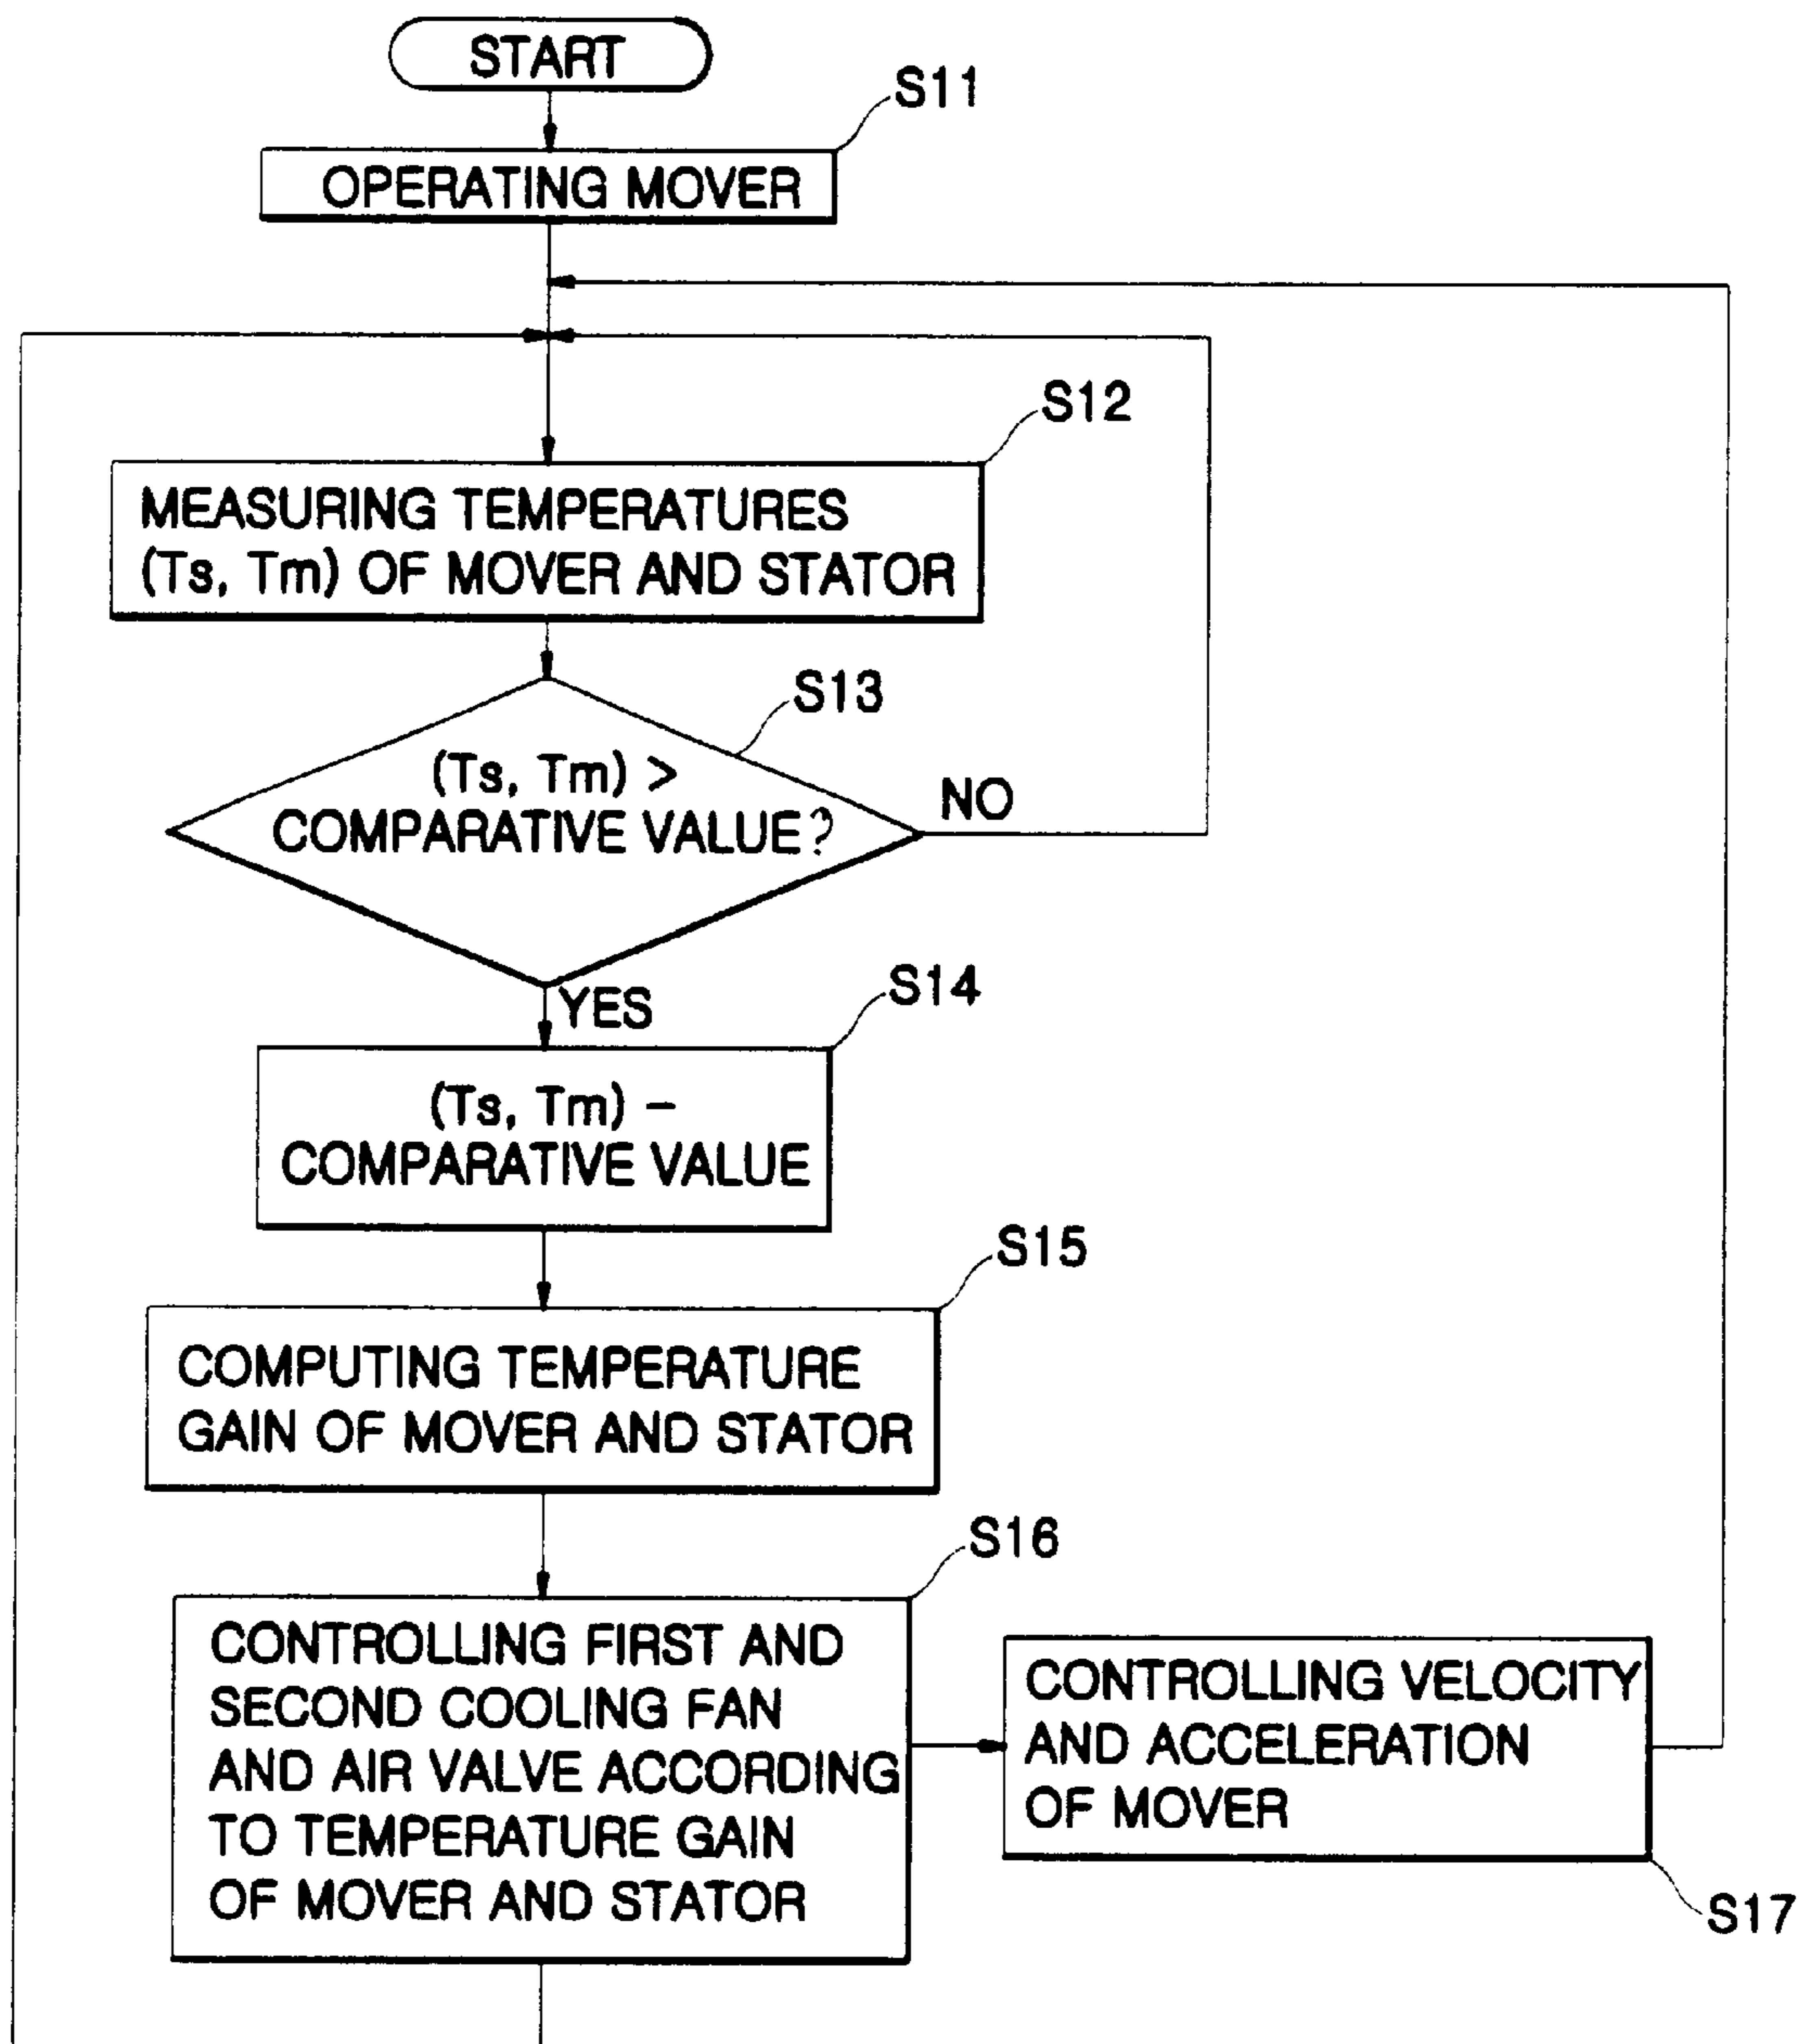 START
S11
OPERATING MOVER
S12
MEASURING TEMPERATURES
(Ts, Tm) OF MOVER AND STATOR
S13
(Ts, Tm) >
COMPARATIVE VALUE?
NO
YES
S14
(Ts, Tm) –
COMPARATIVE VALUE
S15
COMPUTING TEMPERATURE
GAIN OF MOVER AND STATOR
S16
CONTROLLING FIRST AND
SECOND COOLING FAN
AND AIR VALVE ACCORDING
TO TEMPERATURE GAIN
OF MOVER AND STATOR
CONTROLLING VELOCITY
AND ACCELERATION
OF MOVER
S17